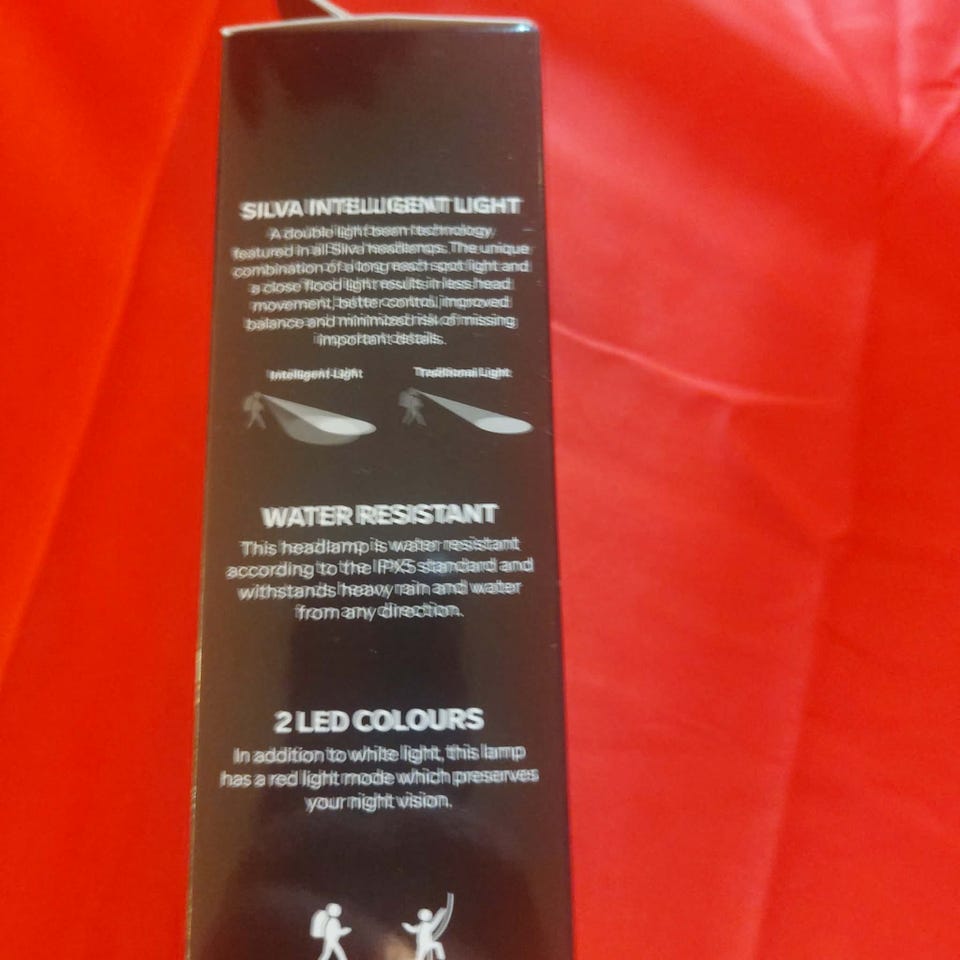 SILVA INTELLIGENT LIGHT
A double light beam technology,
featured in all Silva headlamps. The unique
combination of a long reach spot light and
a close flood light results in less head
movement, better control, improved
balance and minimized risk of missing
important details.
Intelligent Light Traditional Light
WATER RESISTANT
This headlamp is water resistant
according to the IPX5 standard and
withstands heavy rain and water
from any direction.
2 LED COLOURS
In addition to white light, this lamp
has a red light mode which preserves
your night vision.